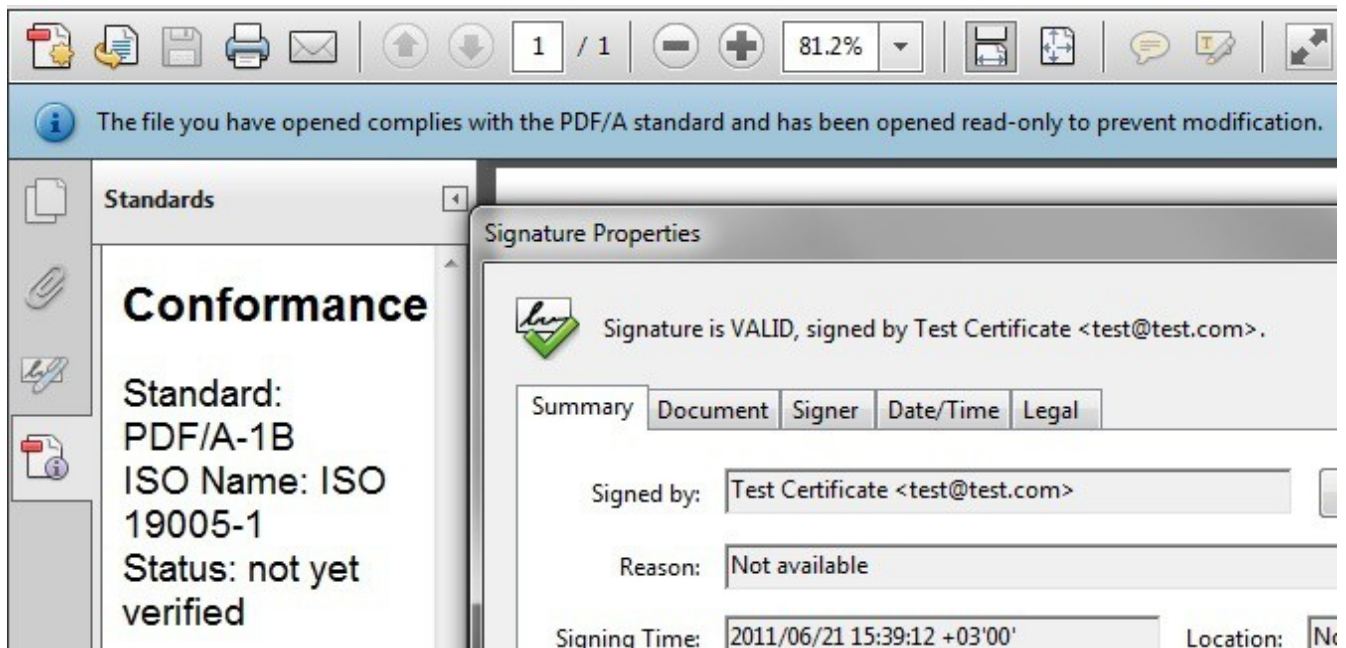 1 / 1 81.2%
The file you have opened complies with the PDF/A standard and has been opened read-only to prevent modification.
Standards
Conformance
Standard:
PDF/A-1B
ISO Name: ISO
19005-1
Status: not yet
verified
Signature Properties
Signature is VALID, signed by Test Certificate <test@test.com>.
Summary Document Signer Date/Time Legal
Signed by: Test Certificate <test@test.com>
Reason: Not available
Signing Time: 2011/06/21 15:39:12 +03'00' Location: